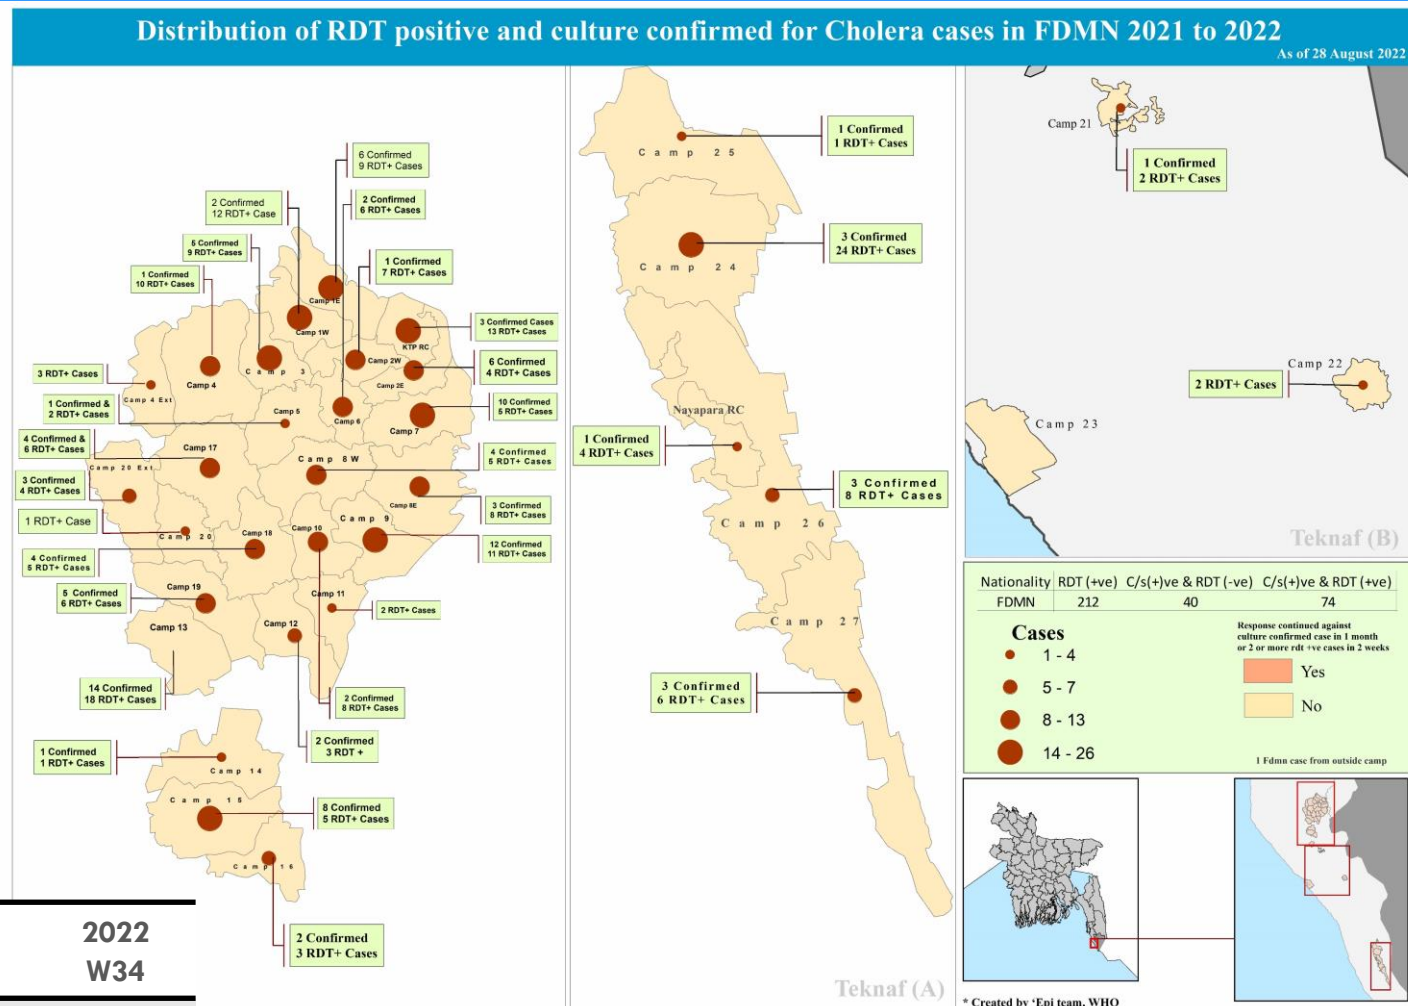 Distribution of RDT positive and culture confirmed for Cholera cases in FDMN 2021 to 2022
As of 28 August 2022
6 Confirmed
9 RDT+ Cases
2 Confirmed
12 RDT+ Case
2 Confirmed
6 RDT+ Cases
5 Confirmed
9 RDT+ Cases
1 Confirmed
7 RDT+ Cases
1 Confirmed
10 RDT+ Cases
3 Confirmed Cases
13 RDT+ Cases
6 Confirmed
4 RDT+ Cases
3 RDT+ Cases
1 Confirmed &
2 RDT+ Cases
10 Confirmed
5 RDT+ Cases
4 Confirmed &
6 RDT+ Cases
4 Confirmed
5 RDT+ Cases
3 Confirmed
4 RDT+ Cases
3 Confirmed
8 RDT+ Cases
1 RDT+ Case
12 Confirmed
11 RDT+ Cases
4 Confirmed
5 RDT+ Cases
5 Confirmed
6 RDT+ Cases
2 RDT+ Cases
14 Confirmed
18 RDT+ Cases
2 Confirmed
8 RDT+ Cases
2 Confirmed
3 RDT +
1 Confirmed
1 RDT+ Cases
8 Confirmed
5 RDT+ Cases
2 Confirmed
3 RDT+ Cases
Camp 1E
Camp 1W
KTP RC
Camp 2W
Camp 3
Camp 4
Camp 2E
Camp 4 Ext
Camp 5
Camp 6
Camp 7
Camp 17
Camp 8W
Camp 20 Ext
Camp 8E
Camp 9
Camp 10
Camp 18
Camp 20
Camp 19
Camp 11
Camp 12
Camp 13
Camp 14
Camp 15
Camp 16
2022
W34
1 Confirmed
1 RDT+ Cases
Camp 25
3 Confirmed
24 RDT+ Cases
Camp 24
Nayapara RC
1 Confirmed
4 RDT+ Cases
3 Confirmed
8 RDT+ Cases
Camp 26
Camp 27
3 Confirmed
6 RDT+ Cases
Teknaf (A)
Camp 21
1 Confirmed
2 RDT+ Cases
Camp 22
2 RDT+ Cases
Camp 23
Teknaf (B)
Nationality RDT (+ve) C/s(+)ve & RDT (-ve) C/s(+)ve & RDT (+ve)
FDMN 212 40 74
Cases
1 - 4
5 - 7
8 - 13
14 - 26
Response continued against
culture confirmed case in 1 month
or 2 or more rdt +ve cases in 2 weeks
Yes
No
1 Fdmn case from outside camp
* Created by 'Epi team, WHO